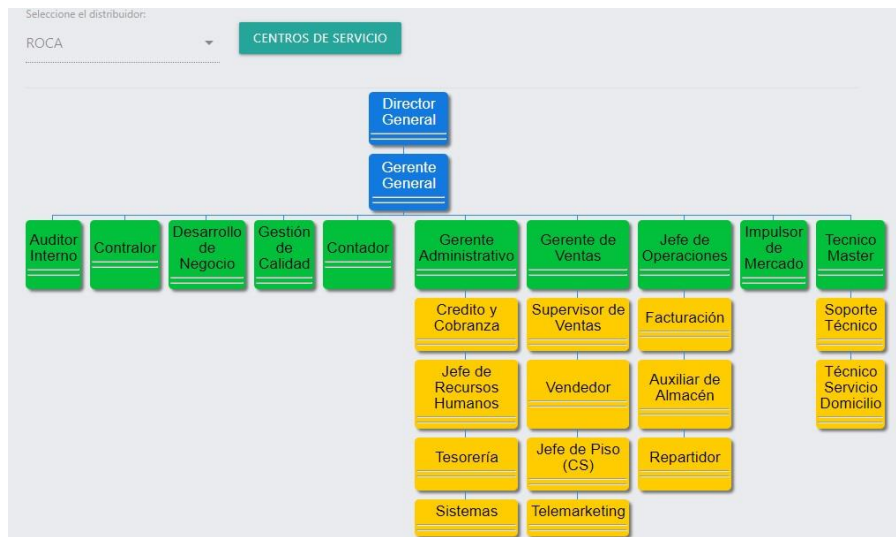 Seleccione el distribuidor:
ROCA
CENTROS DE SERVICIO
Director
General
Gerente
General
Auditor
Interno
Contralor
Desarrollo
de
Negocio
Gestión
de
Calidad
Contador
Gerente
Administrativo
Gerente de
Ventas
Jefe de
Operaciones
Impulsor
de
Mercado
Tecnico
Master
Credito y
Cobranza
Supervisor de
Ventas
Facturación
Soporte
Técnico
Jefe de
Recursos
Humanos
Vendedor
Auxiliar de
Almacén
Técnico
Servicio
Domicilio
Tesorería
Jefe de Piso
(CS)
Repartidor
Sistemas
Telemarketing